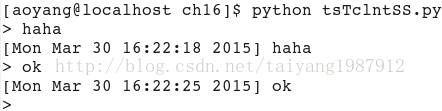 [aoyang@localhost ch16]$ python tsTclntSS.py
> haha
[Mon Mar 30 16:22:18 2015] haha
> ok
http://blog.csdn.net/taiyang1987912
[Mon Mar 30 16:22:25 2015] ok
>